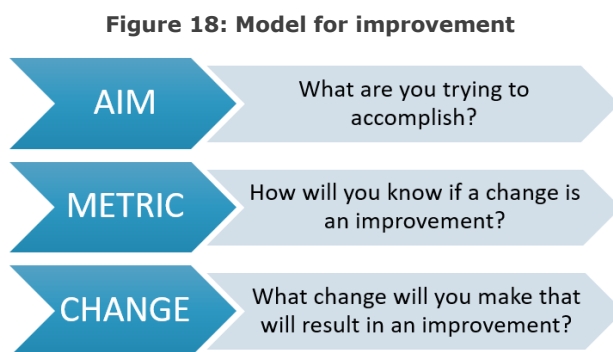 Figure 18: Model for improvement
AIM
What are you trying to
accomplish?
METRIC
How will you know if a change is
an improvement?
CHANGE
What change will you make that
will result in an improvement?